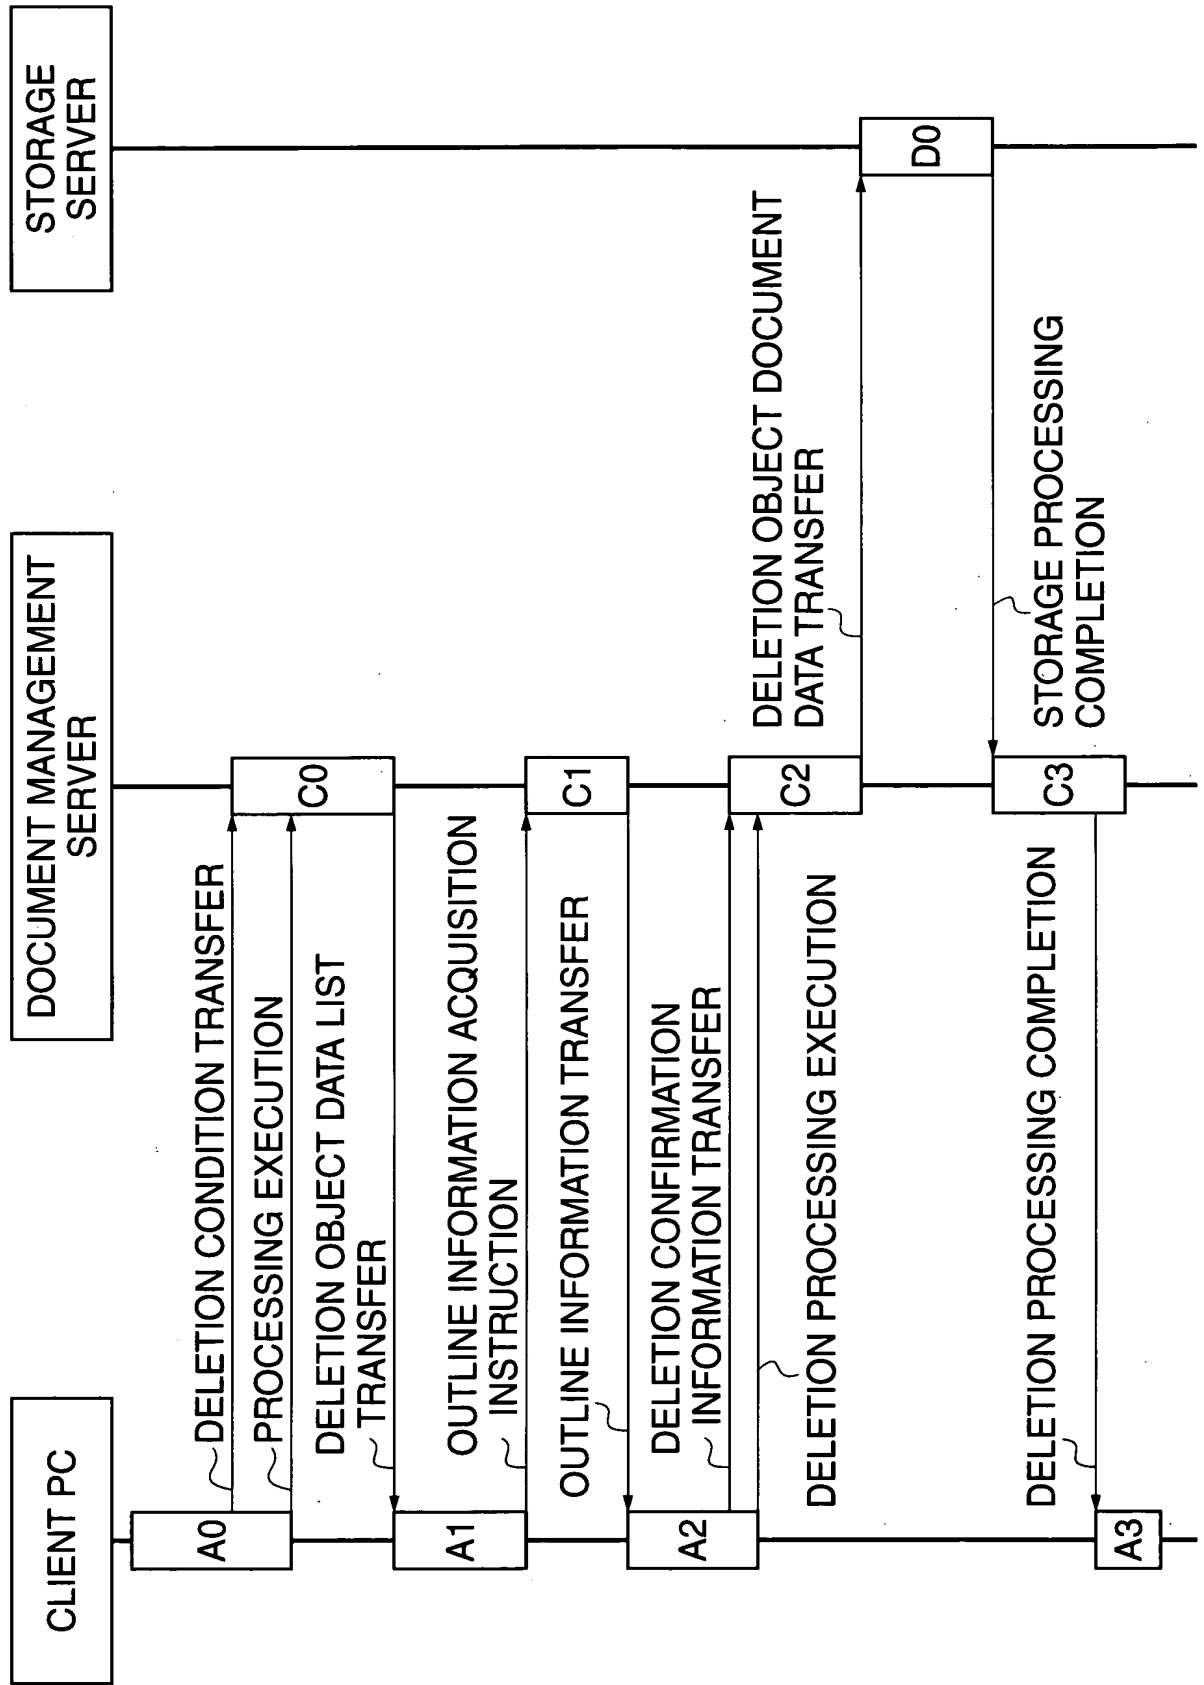 CLIENT PC
DOCUMENT MANAGEMENT
SERVER
STORAGE
SERVER
A0
DELETION CONDITION TRANSFER
PROCESSING EXECUTION
C0
DELETION OBJECT DATA LIST
TRANSFER
A1
OUTLINE INFORMATION ACQUISITION
INSTRUCTION
C1
OUTLINE INFORMATION TRANSFER
A2
DELETION CONFIRMATION
INFORMATION TRANSFER
DELETION PROCESSING EXECUTION
C2
DELETION OBJECT DOCUMENT
DATA TRANSFER
D0
STORAGE PROCESSING
COMPLETION
C3
DELETION PROCESSING COMPLETION
A3